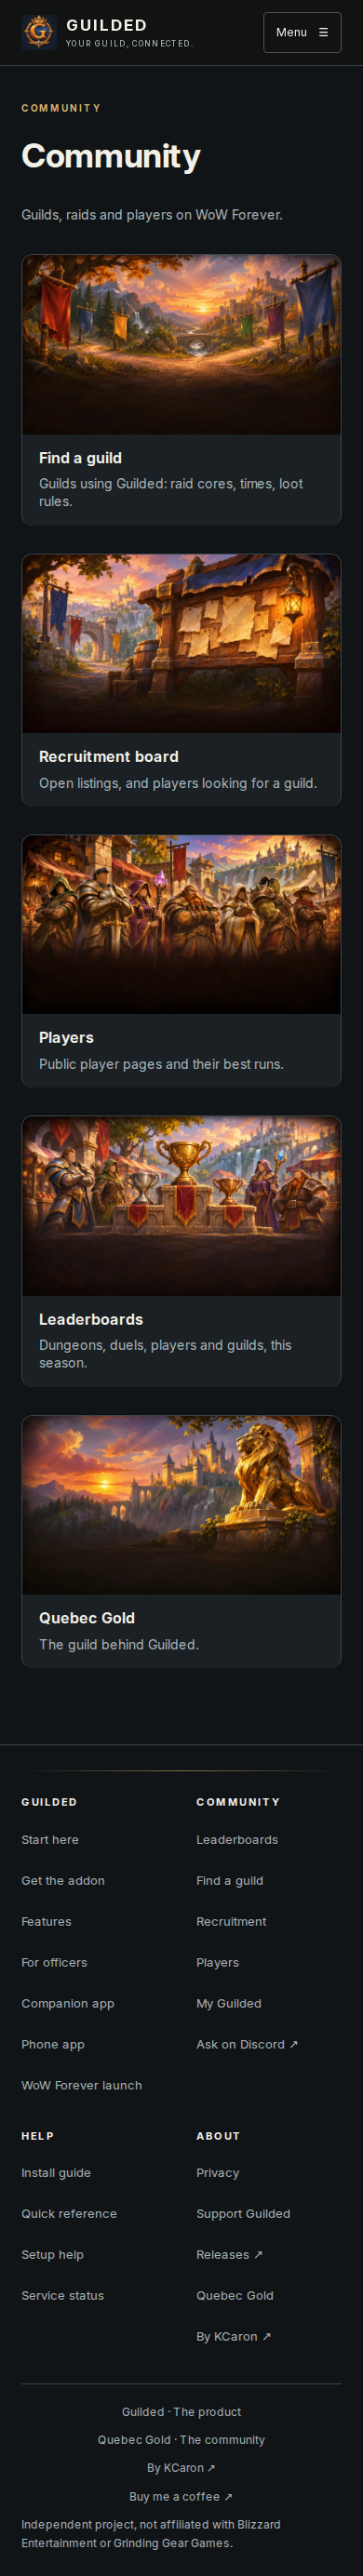 GUILDED
YOUR GUILD, CONNECTED.
Menu ☰
COMMUNITY
Community
Guilds, raids and players on WoW Forever.
Find a guild
Guilds using Guilded: raid cores, times, loot
rules.
Recruitment board
Open listings, and players looking for a guild.
Players
Public player pages and their best runs.
Leaderboards
Dungeons, duels, players and guilds, this
season.
Quebec Gold
The guild behind Guilded.
GUILDED
Start here
Get the addon
Features
For officers
Companion app
Phone app
WoW Forever launch
COMMUNITY
Leaderboards
Find a guild
Recruitment
Players
My Guilded
Ask on Discord ↗
HELP
Install guide
Quick reference
Setup help
Service status
ABOUT
Privacy
Support Guilded
Releases ↗
Quebec Gold
By KCaron ↗
Guilded · The product
Quebec Gold · The community
By KCaron ↗
Buy me a coffee ↗
Independent project, not affiliated with Blizzard
Entertainment or Grinding Gear Games.